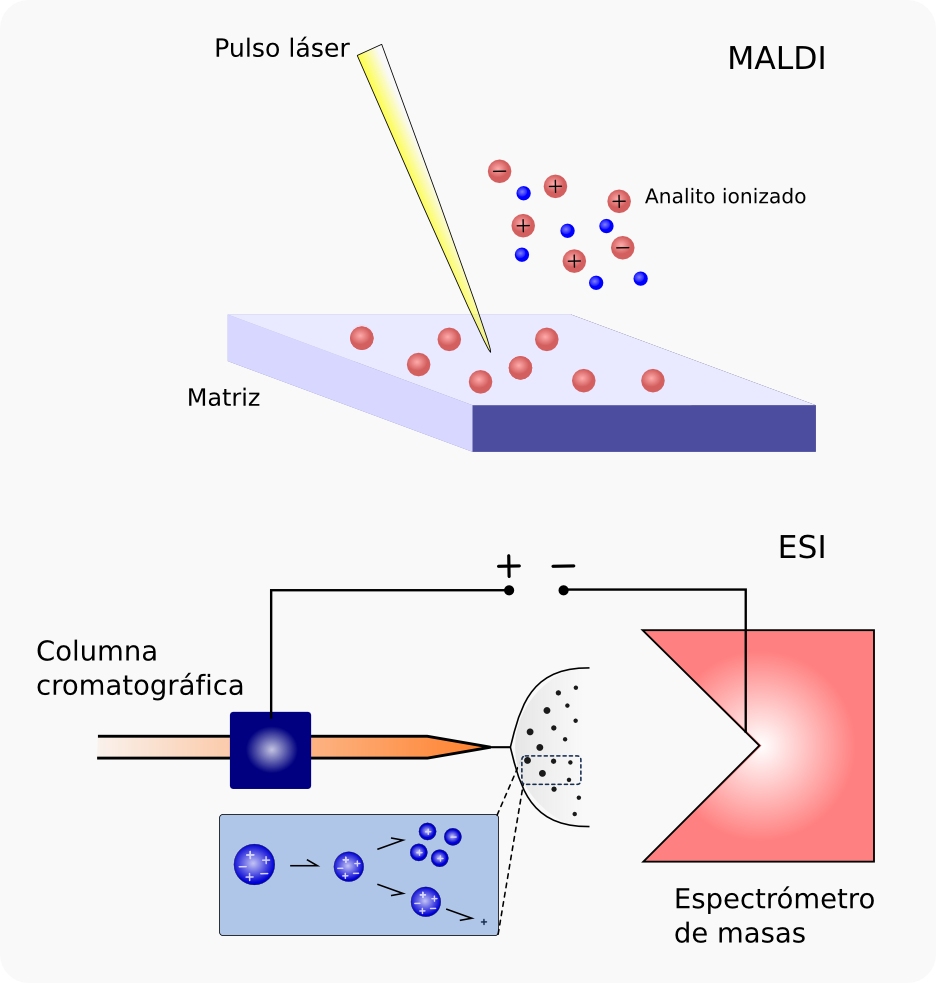 Pulso láser
MALDI
Analito ionizado
Matriz
ESI
+ −
Columna
cromatográfica
Espectrómetro
de masas